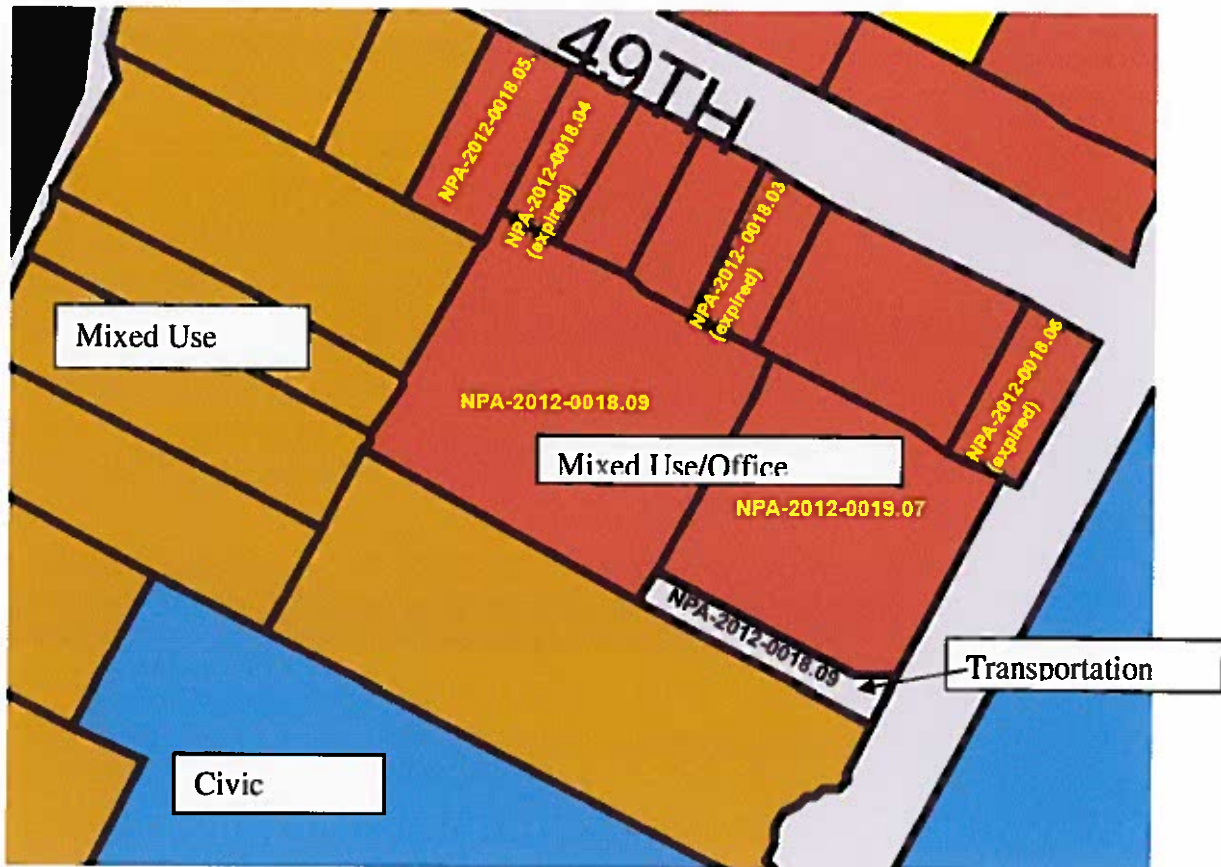 49TH
NPA-2012-0018.05.
NPA-2012-0018.04
(expired)
NPA-2012- 0018.03
(expired)
NPA-2012-0018.06
(expired)
Mixed Use
NPA-2012-0018.09
Mixed Use/Office
NPA-2012-0019.07
NPA-2012-0018.09
Transportation
Civic